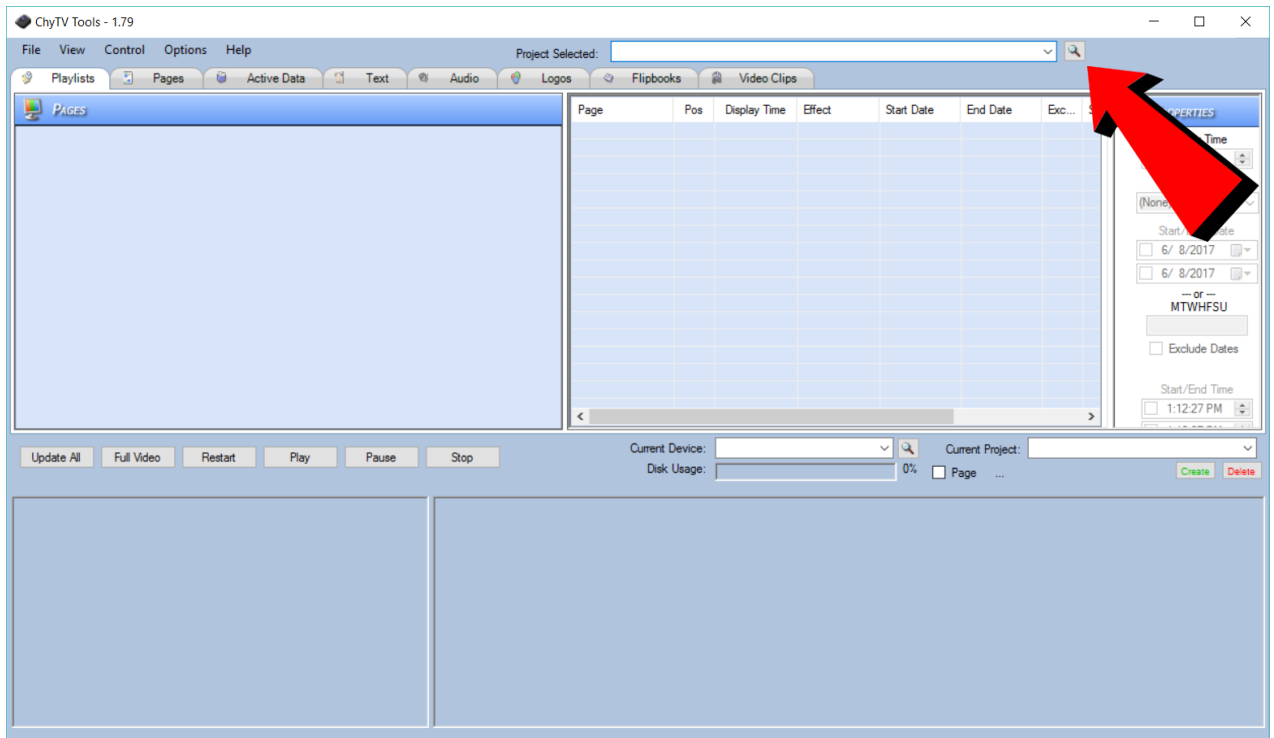 ChyTV Tools - 1.79
File View Control Options Help
Project Selected:
Playlists Pages Active Data Text Audio Logos Flipbooks Video Clips
PAGES
Page Pos Display Time Effect Start Date End Date Exc...
Time
(None)
6/ 8/2017
6/ 8/2017
--- or ---
MTWHFSU
Exclude Dates
Start/End Time
1:12:27 PM
Update All Full Video Restart Play Pause Stop
Current Device:
Current Project:
Disk Usage: 0% Page ...
Create Delete